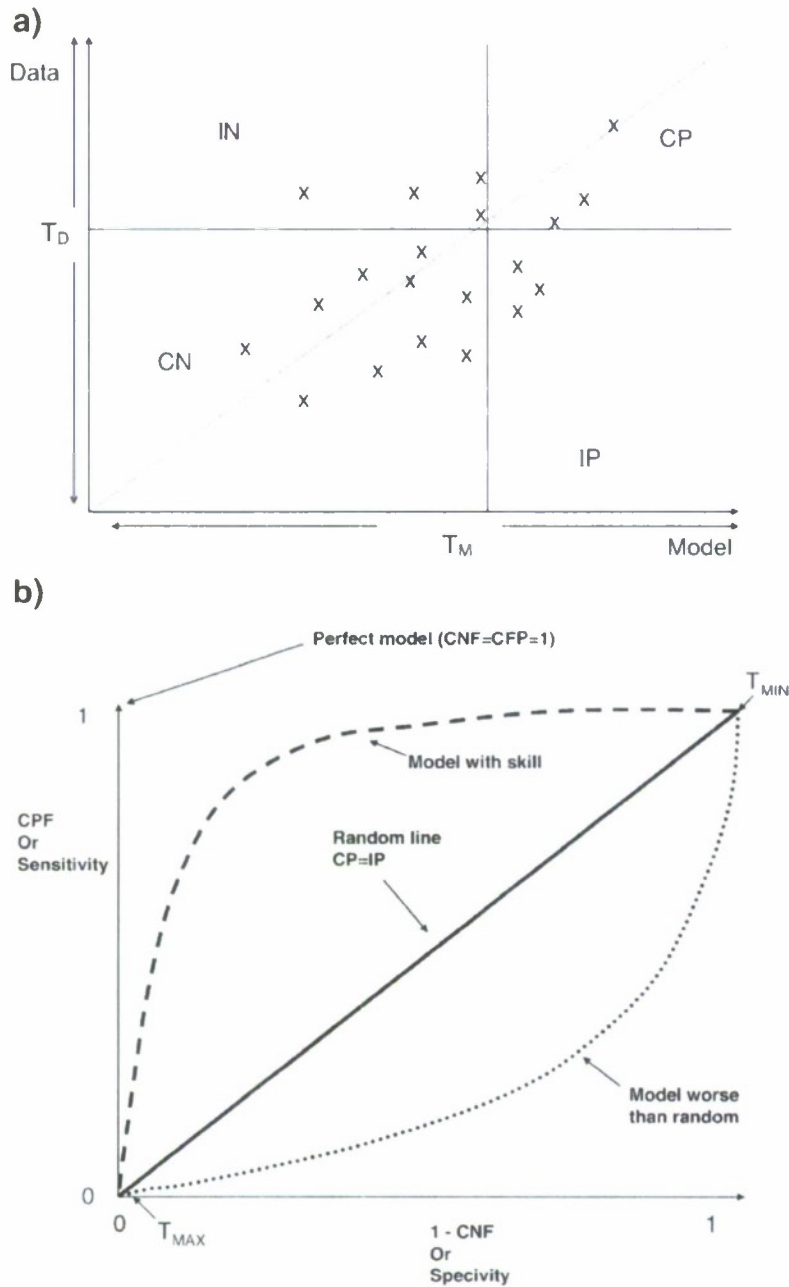 a)
Data
IN
CP
T_D
CN
IP
T_M
Model
b)
Perfect model (CNF=CFP=1)
T_MIN
1
Model with skill
CPF
Or
Sensitivity
Random line
CP=IP
Model worse
than random
0
0
T_MAX
1 - CNF
Or
Specivity
1